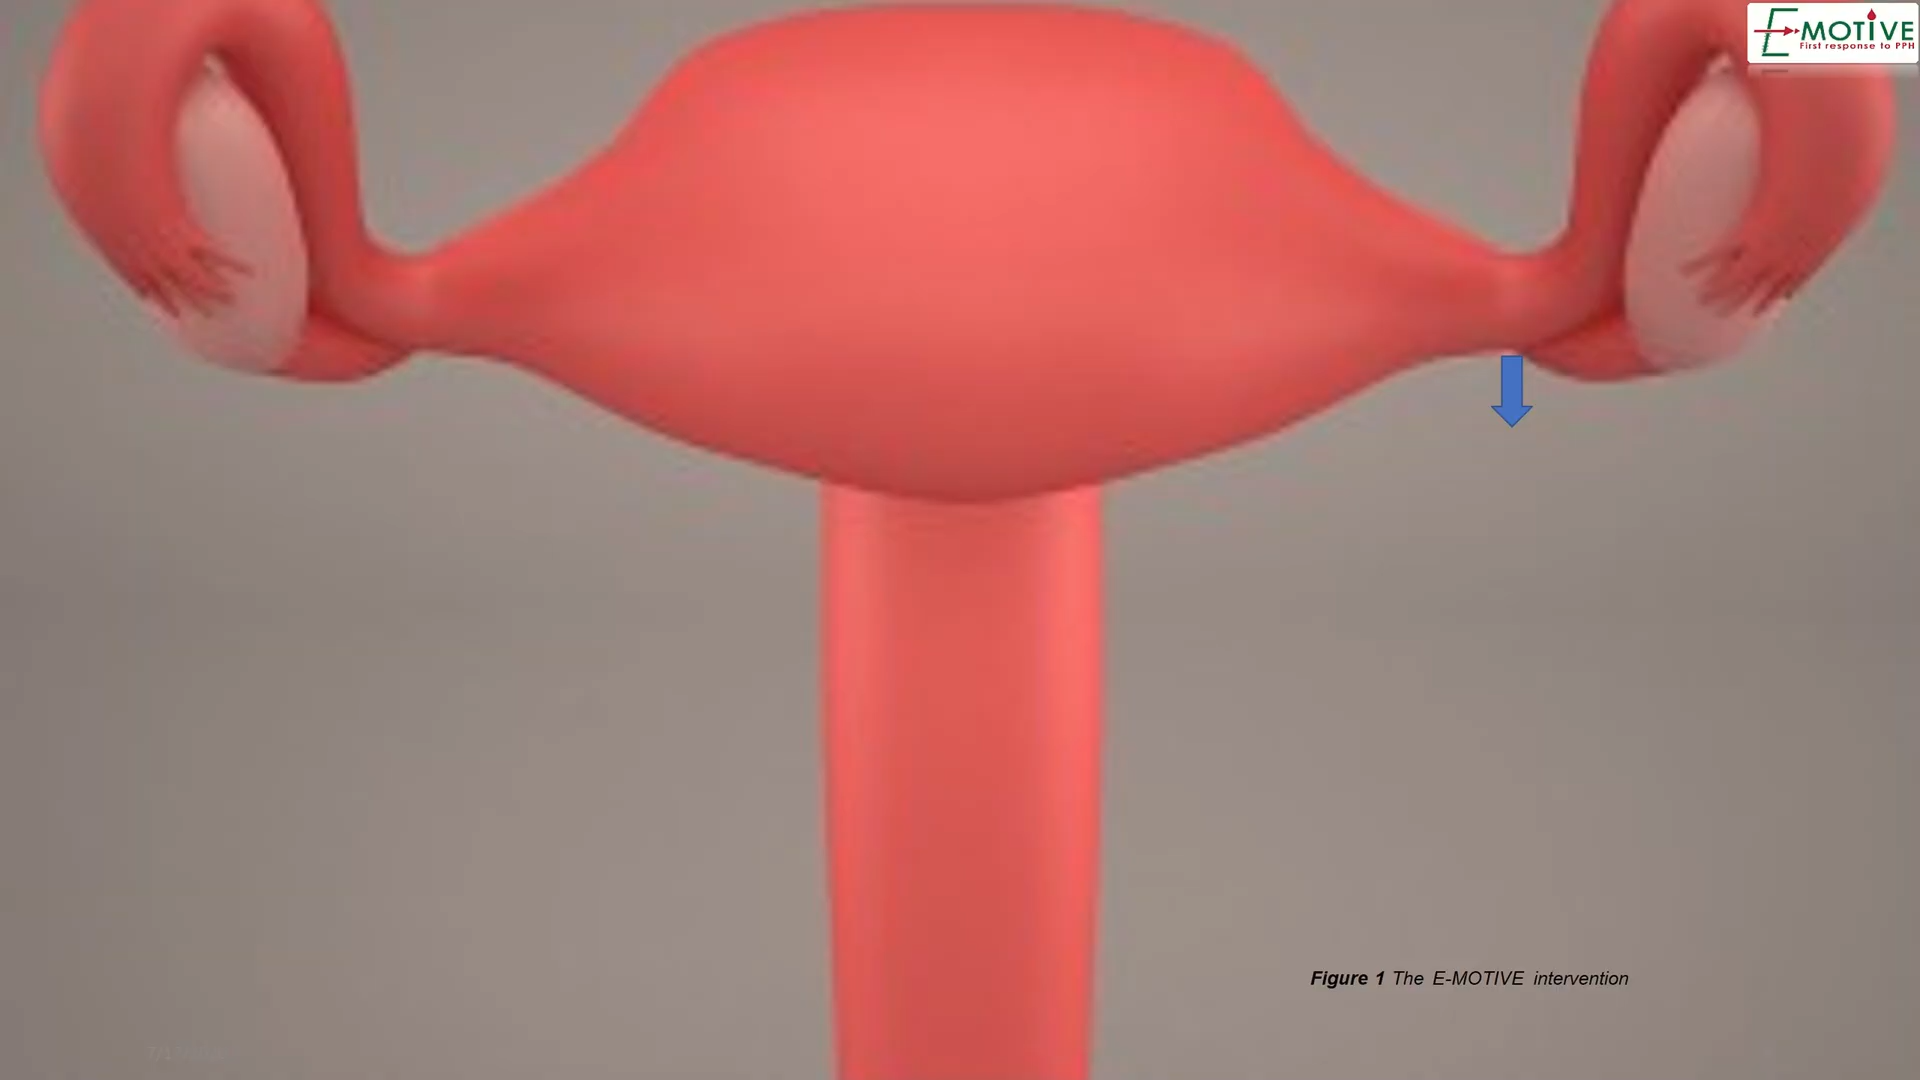 E-MOTIVE
First response to PPH
Figure 1 The E-MOTIVE intervention